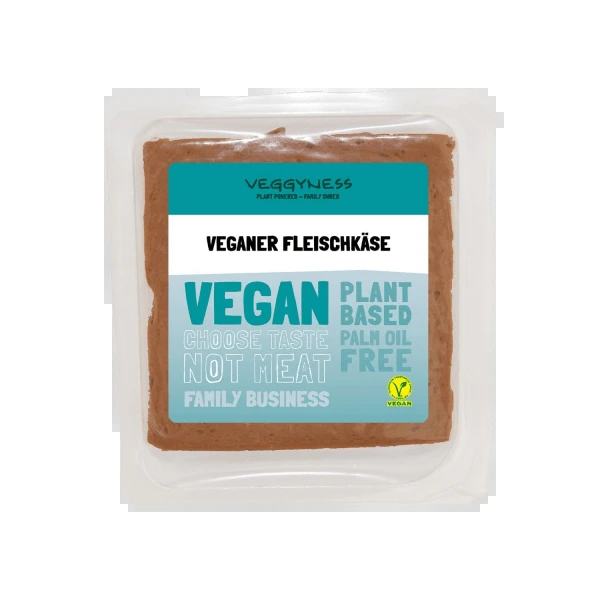 VEGGYNESS
PLANT POWERED - FAMILY OWNED
VEGANER FLEISCHKÄSE
VEGAN
CHOOSE TASTE
NOT MEAT
FAMILY BUSINESS
PLANT
BASED
PALM OIL
FREE
VEGAN